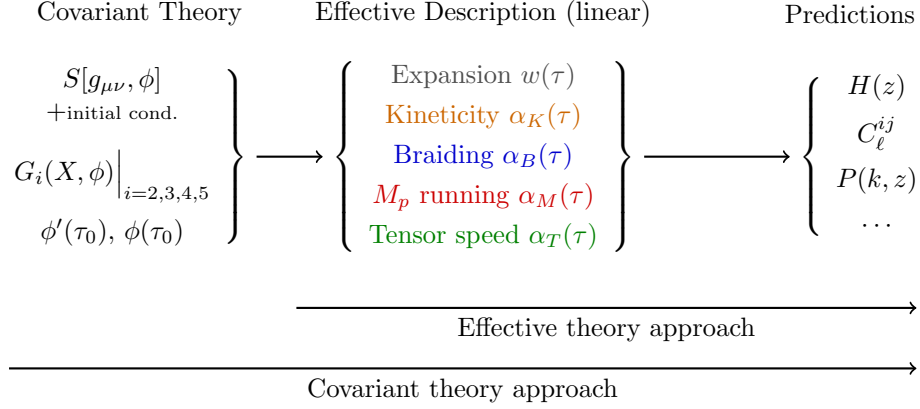 Covariant Theory
S[g_{μν}, ϕ]
+initial cond.
G_i(X, ϕ)|_{i=2,3,4,5}
ϕ′(τ_0), ϕ(τ_0)
Effective Description (linear)
Expansion w(τ)
Kineticity α_K(τ)
Braiding α_B(τ)
M_p running α_M(τ)
Tensor speed α_T(τ)
Predictions
H(z)
C_ℓ^{ij}
P(k, z)
...
Effective theory approach
Covariant theory approach